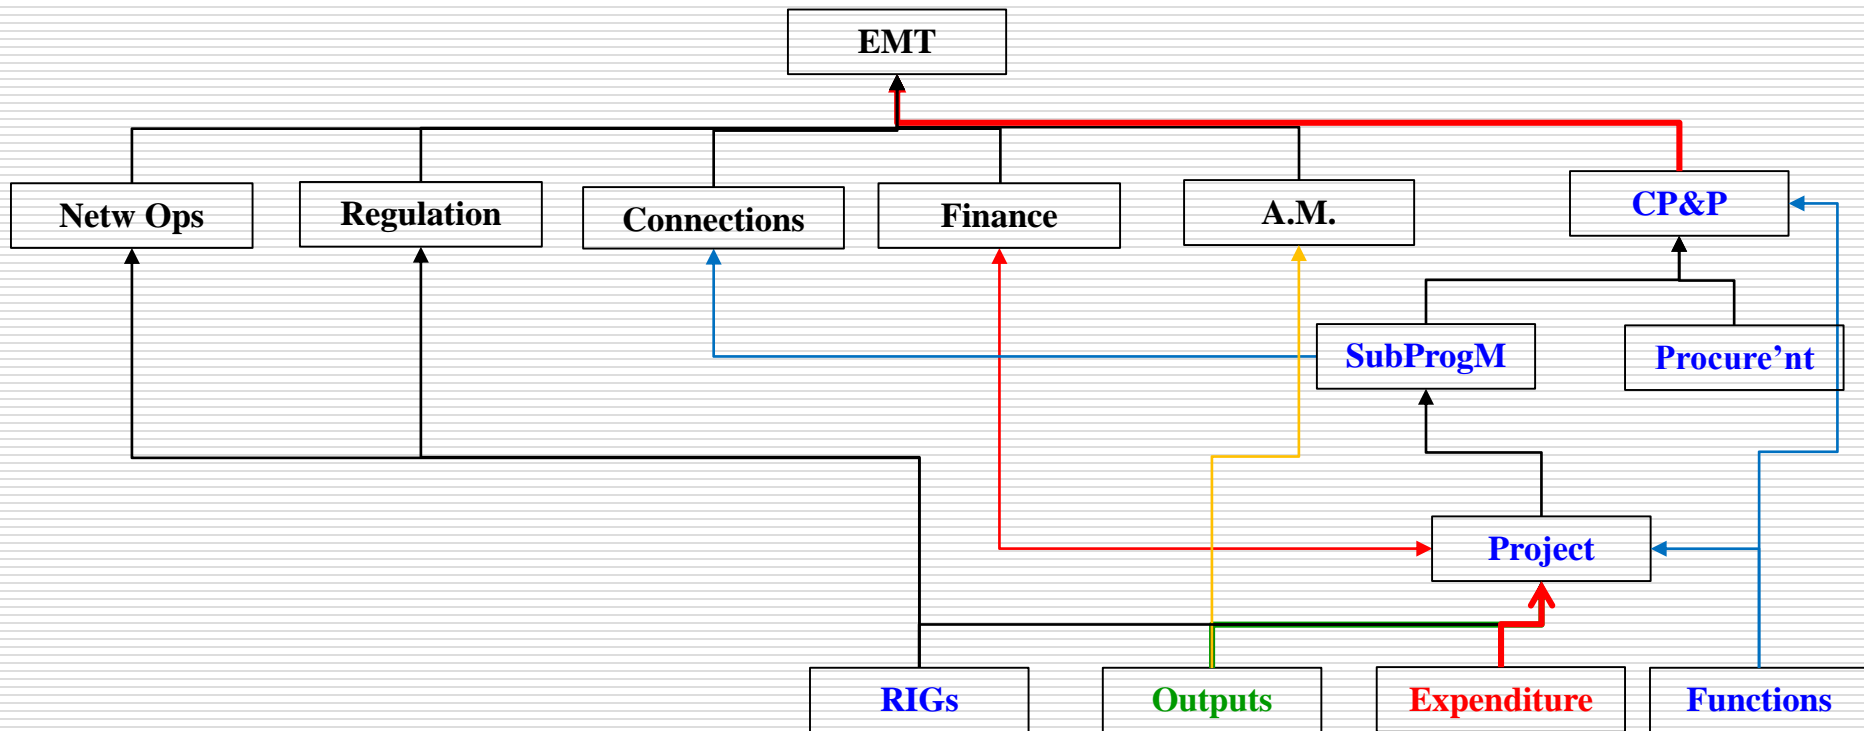 EMT
Netw Ops
Regulation
Connections
Finance
A.M.
CP&P
SubProgM
Procure’nt
Project
RIGs
Outputs
Expenditure
Functions